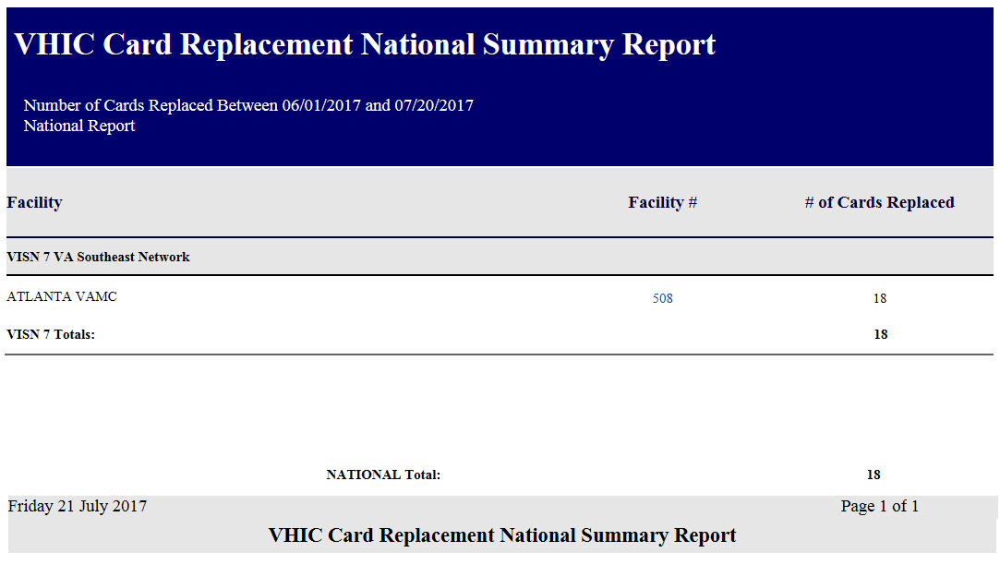 VHIC Card Replacement National Summary Report
Number of Cards Replaced Between 06/01/2017 and 07/20/2017
National Report
Facility Facility # # of Cards Replaced
VISN 7 VA Southeast Network
ATLANTA VAMC 508 18
VISN 7 Totals: 18
NATIONAL Total: 18
Friday 21 July 2017 Page 1 of 1
VHIC Card Replacement National Summary Report